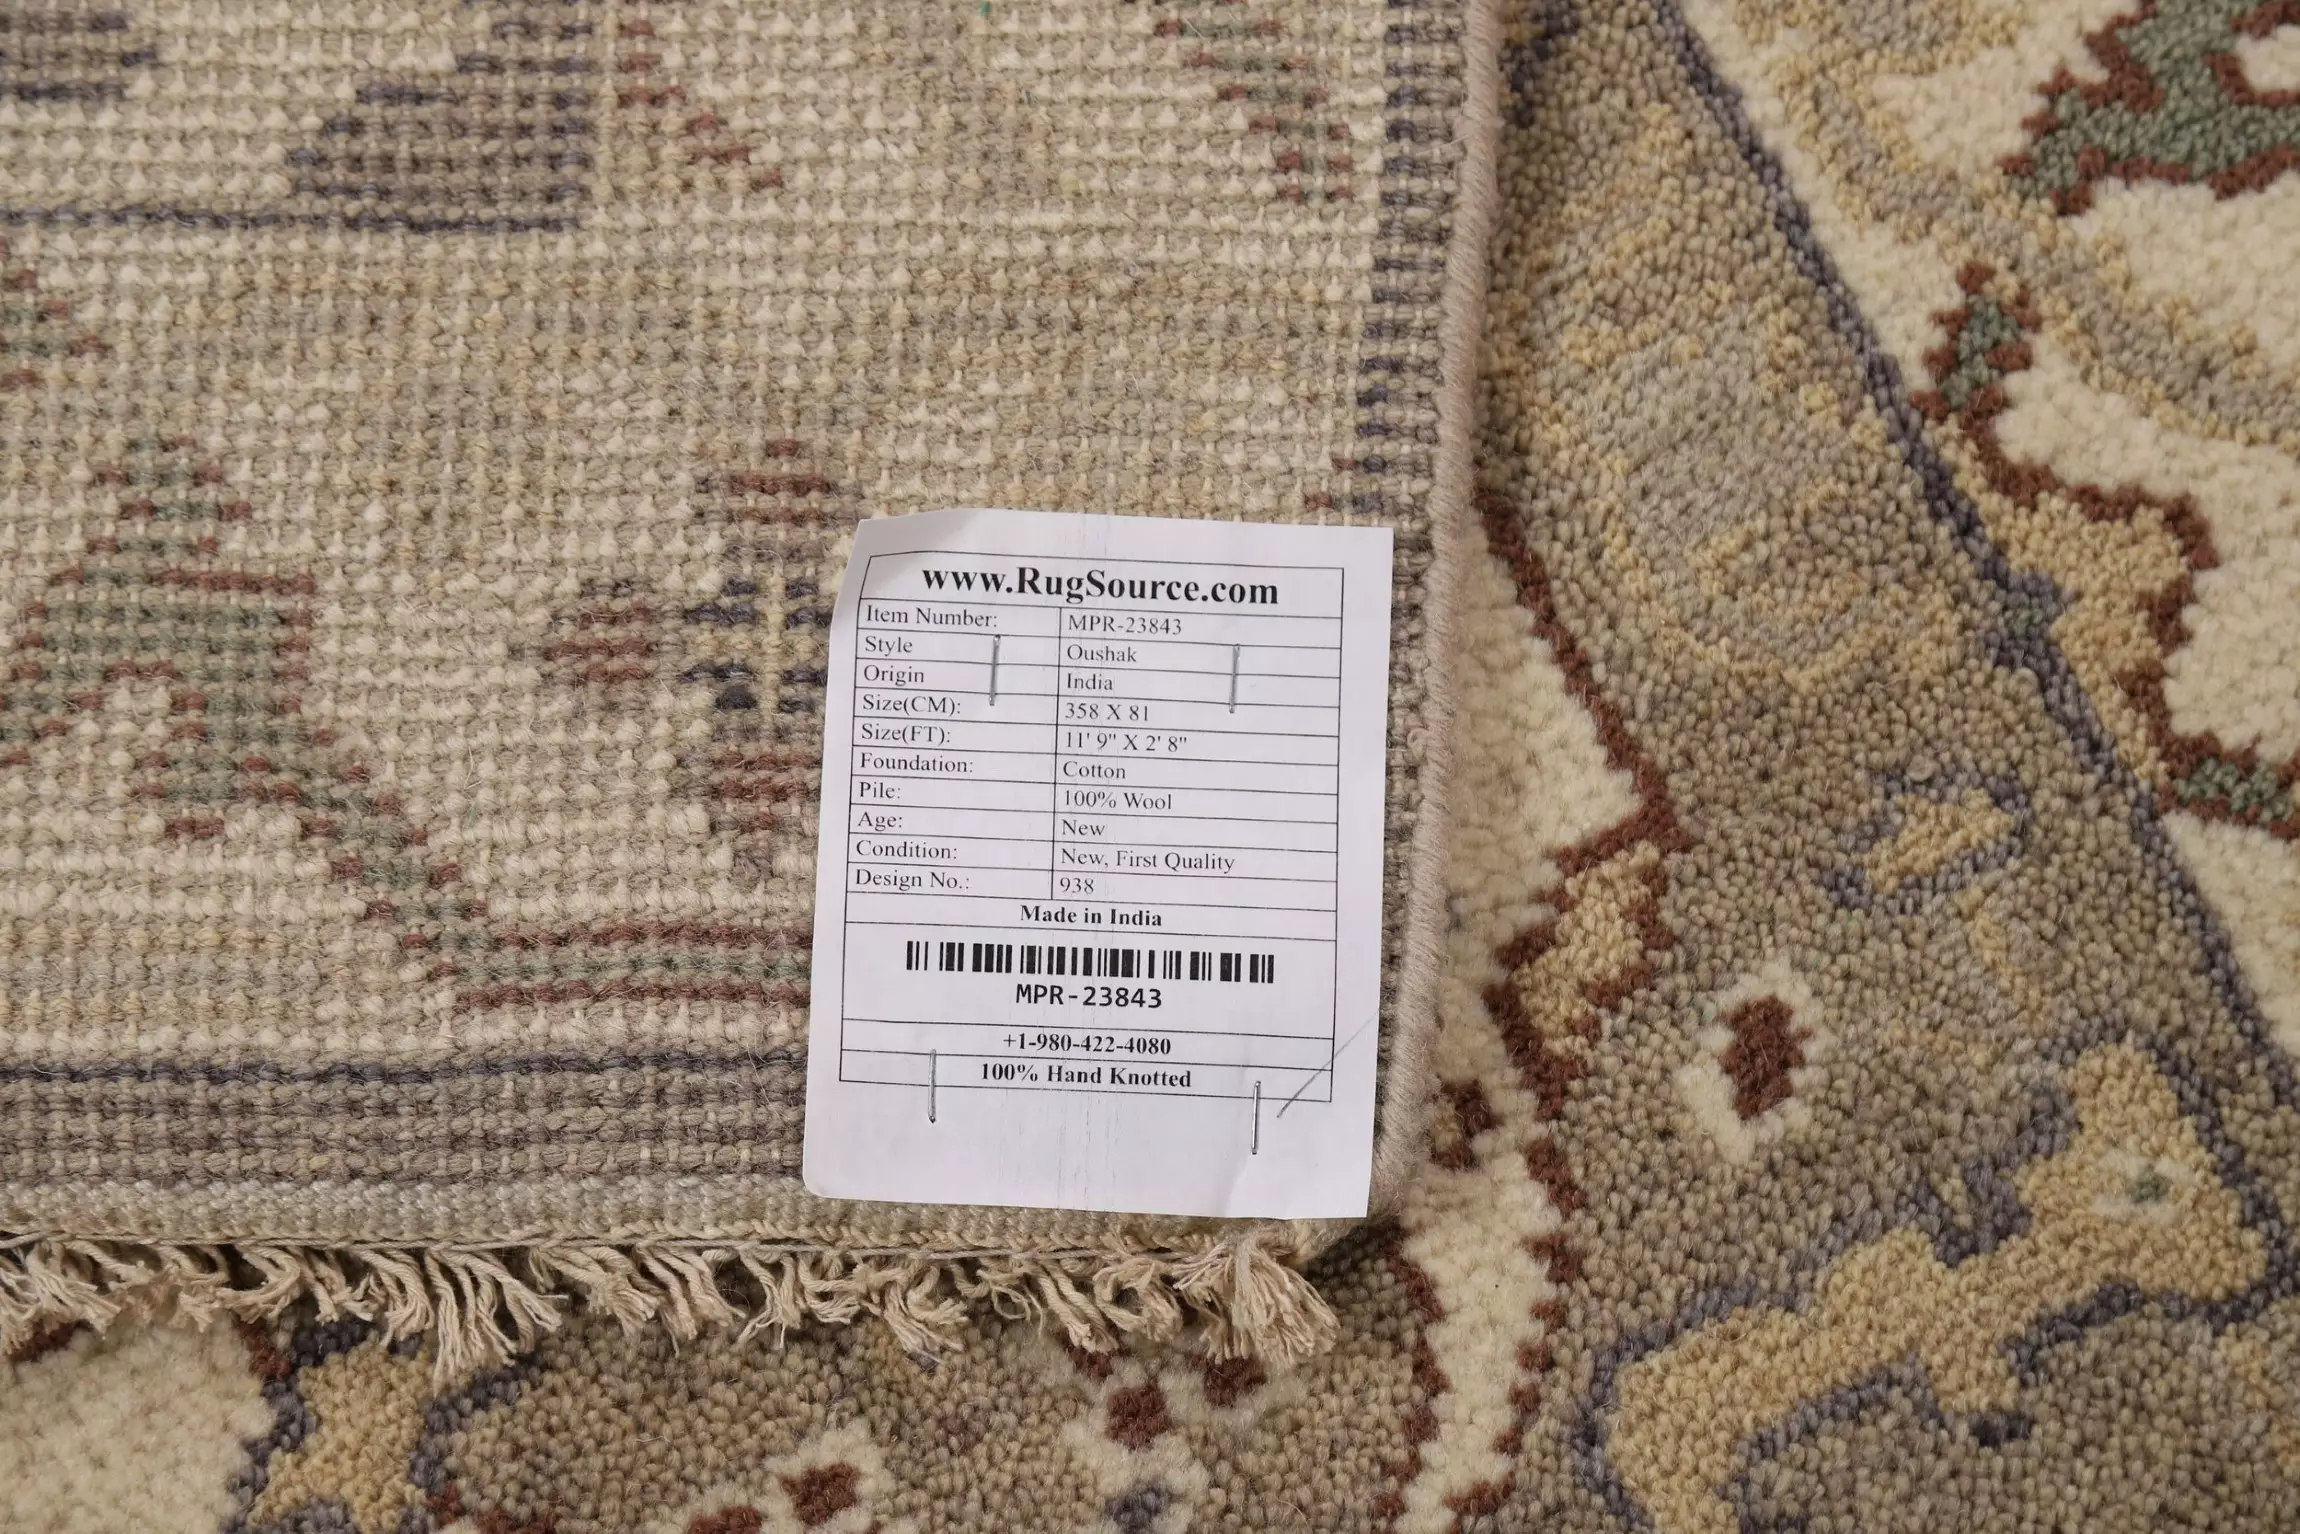 www.RugSource.com
Item Number: MPR-23843
Style Oushak
Origin India
Size(CM): 358 X 81
Size(FT): 11' 9" X 2' 8"
Foundation: Cotton
Pile: 100% Wool
Age: New
Condition: New, First Quality
Design No.: 938
Made in India
MPR-23843
+1-980-422-4080
100% Hand Knotted